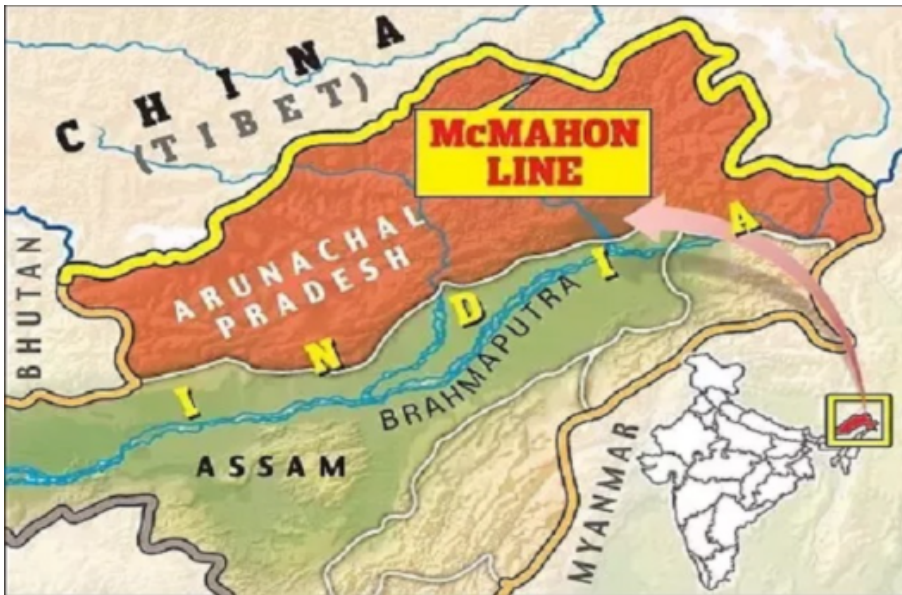 CHINA
(TIBET)
McMAHON
LINE
ARUNACHAL
PRADESH
BHUTAN
INDIA
BRAHMAPUTRA
ASSAM
MYANMAR